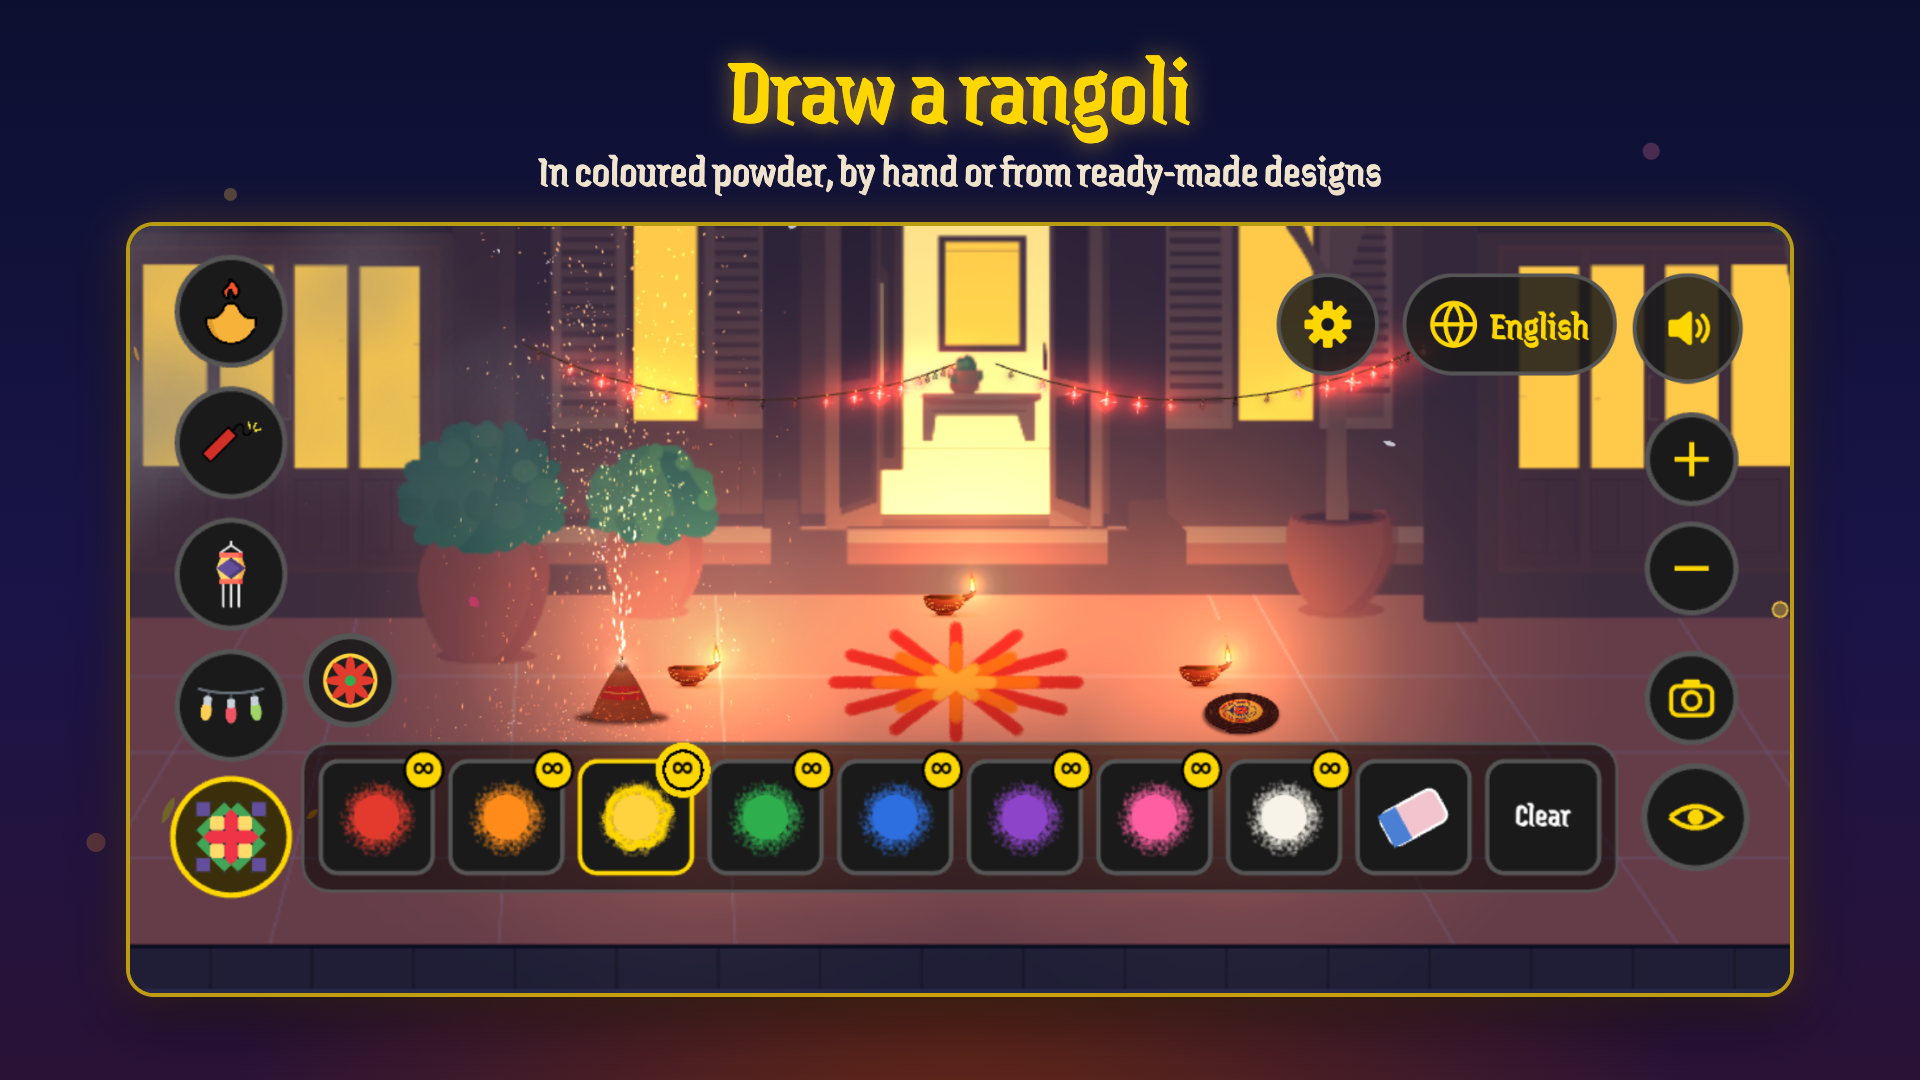 Draw a rangoli
In coloured powder, by hand or from ready-made designs
English
∞ ∞ ∞ ∞ ∞ ∞ ∞ ∞
Clear